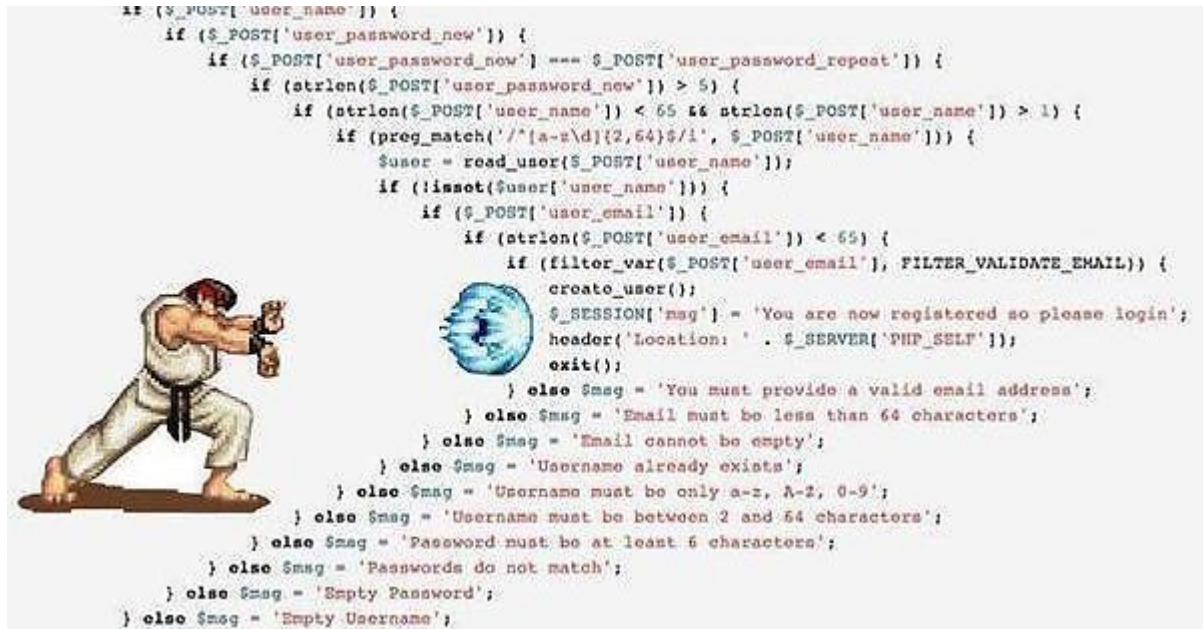 if ($_POST['user_name']) {
if ($_POST['user_password_new']) {
if ($_POST['user_password_new'] === $_POST['user_password_repeat']) {
if (strlen($_POST['user_password_new']) > 5) {
if (strlen($_POST['user_name']) < 65 && strlen($_POST['user_name']) > 1) {
if (preg_match('/^[a-z\d]{2,64}$/i', $_POST['user_name'])) {
$user = read_user($_POST['user_name']);
if (!isset($user['user_name'])) {
if ($_POST['user_email']) {
if (strlen($_POST['user_email']) < 65) {
if (filter_var($_POST['user_email'], FILTER_VALIDATE_EMAIL)) {
create_user();
$_SESSION['msg'] = 'You are now registered so please login';
header('Location: ' . $_SERVER['PHP_SELF']);
exit();
} else $msg = 'You must provide a valid email address';
} else $msg = 'Email must be less than 64 characters';
} else $msg = 'Email cannot be empty';
} else $msg = 'Username already exists';
} else $msg = 'Username must be only a-z, A-Z, 0-9';
} else $msg = 'Username must be between 2 and 64 characters';
} else $msg = 'Password must be at least 6 characters';
} else $msg = 'Passwords do not match';
} else $msg = 'Empty Password';
} else $msg = 'Empty Username';